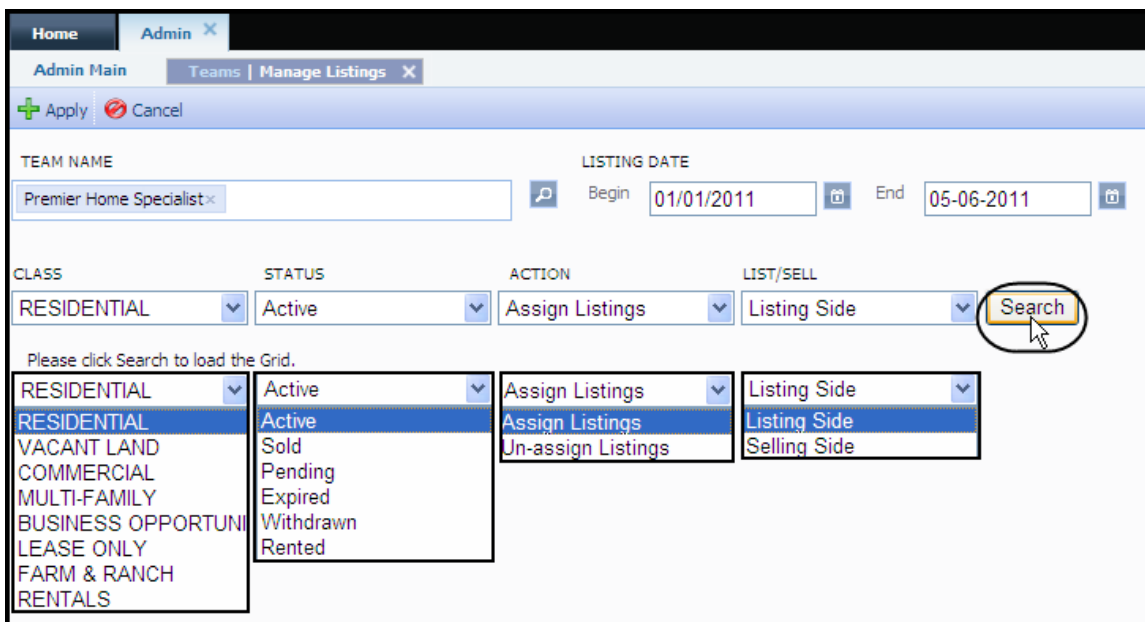 Home Admin
Admin Main Teams | Manage Listings X
Apply Cancel
TEAM NAME LISTING DATE
Premier Home Specialist× Begin 01/01/2011 End 05-06-2011
CLASS STATUS ACTION LIST/SELL
RESIDENTIAL Active Assign Listings Listing Side Search
Please click Search to load the Grid.
RESIDENTIAL Active Assign Listings Listing Side
RESIDENTIAL Active Assign Listings Listing Side
VACANT LAND Sold Un-assign Listings Selling Side
COMMERCIAL Pending
MULTI-FAMILY Expired
BUSINESS OPPORTUNI Withdrawn
LEASE ONLY Rented
FARM & RANCH
RENTALS